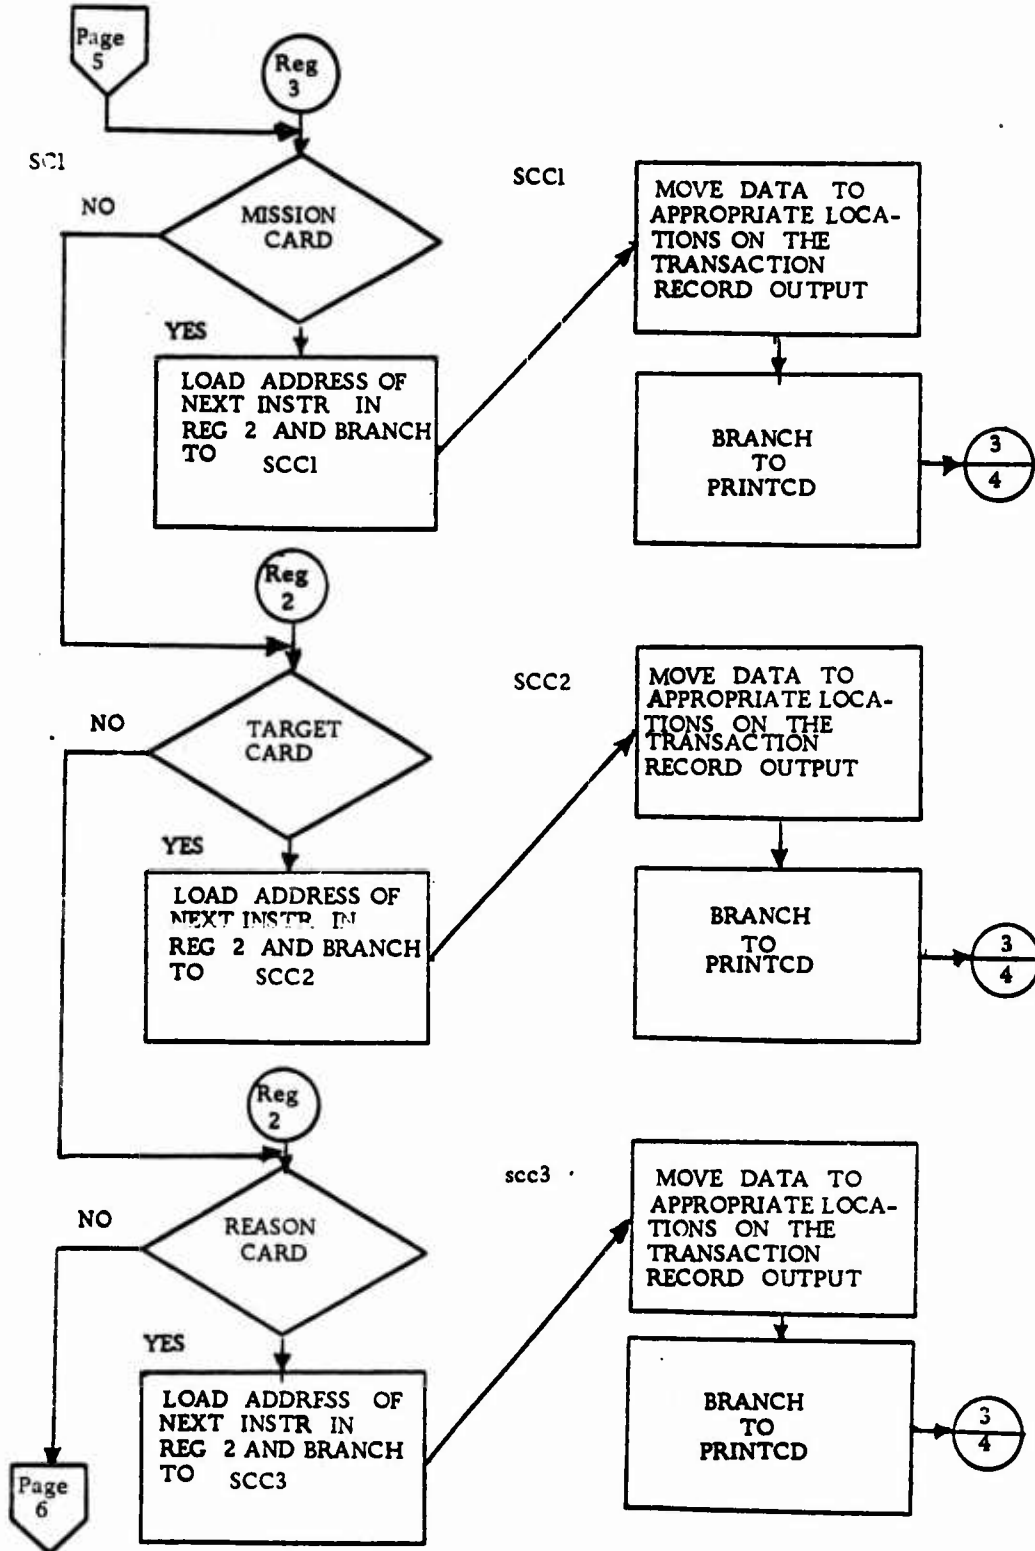 Page
5
Reg
3
SC1
NO
MISSION
CARD
YES
LOAD ADDRESS OF
NEXT INSTR IN
REG 2 AND BRANCH
TO SCC1
SCC1
MOVE DATA TO
APPROPRIATE LOCA-
TIONS ON THE
TRANSACTION
RECORD OUTPUT
BRANCH
TO
PRINTCD
3
4
Reg
2
NO
TARGET
CARD
YES
LOAD ADDRESS OF
NEXT INSTR IN
REG 2 AND BRANCH
TO SCC2
SCC2
MOVE DATA TO
APPROPRIATE LOCA-
TIONS ON THE
TRANSACTION
RECORD OUTPUT
BRANCH
TO
PRINTCD
3
4
Reg
2
NO
REASON
CARD
YES
LOAD ADDRESS OF
NEXT INSTR IN
REG 2 AND BRANCH
TO SCC3
scc3
MOVE DATA TO
APPROPRIATE LOCA-
TIONS ON THE
TRANSACTION
RECORD OUTPUT
BRANCH
TO
PRINTCD
3
4
Page
6